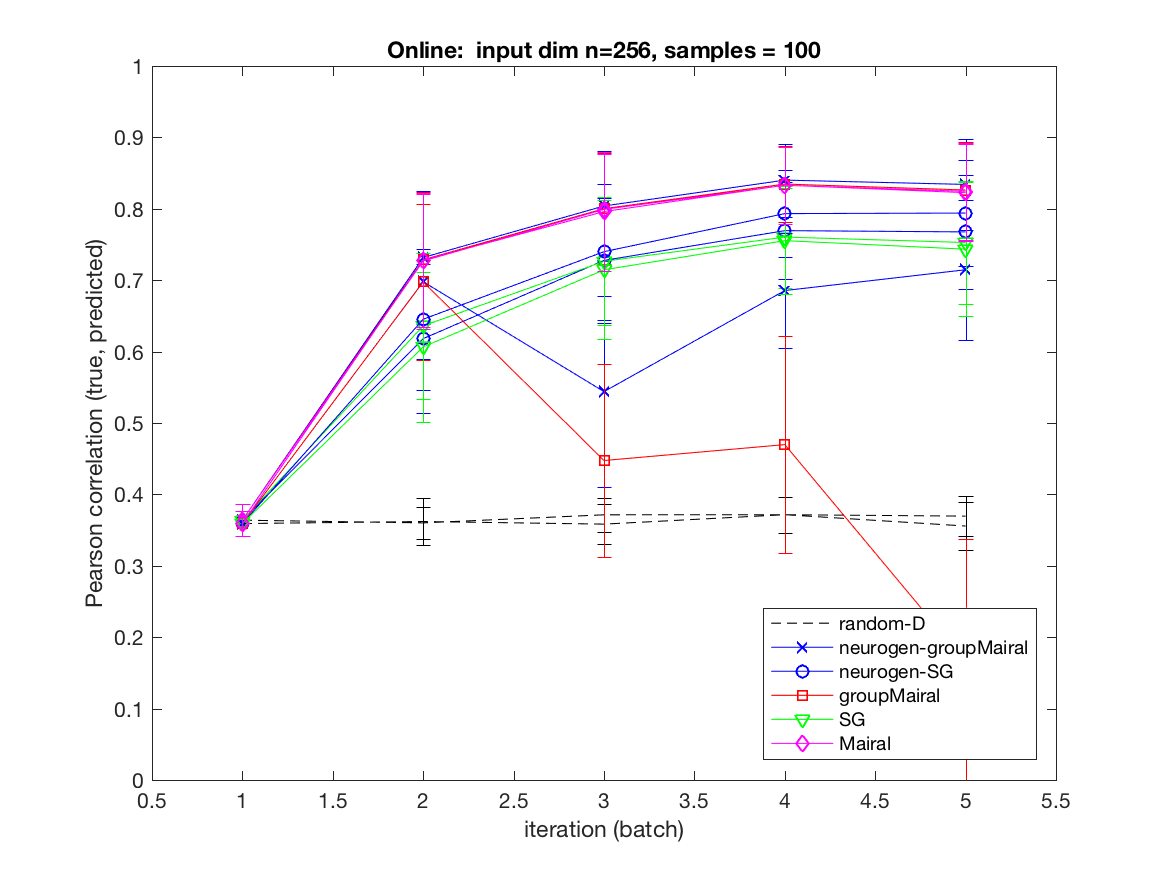 Online:  input dim n=256, samples = 100
Pearson correlation (true, predicted)
1
0.9
0.8
0.7
0.6
0.5
0.4
0.3
0.2
0.1
0
random-D
neurogen-groupMairal
neurogen-SG
groupMairal
SG
Mairal
0.5 1 1.5 2 2.5 3 3.5 4 4.5 5 5.5
iteration (batch)